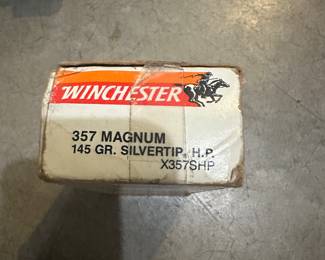 WINCHESTER
357 MAGNUM
145 GR. SILVERTIP, H.P.
X357SHP